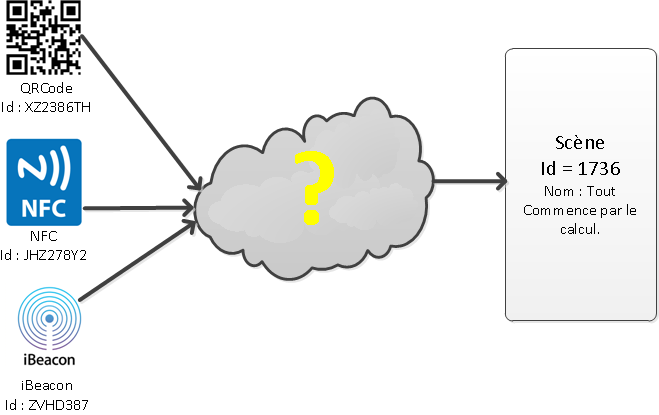 QRCode
Id : XZ2386TH
NFC
NFC
Id : JHZ278Y2
iBeacon
iBeacon
Id : ZVHD387
?
Scène
Id = 1736
Nom : Tout
Commence par le
calcul.